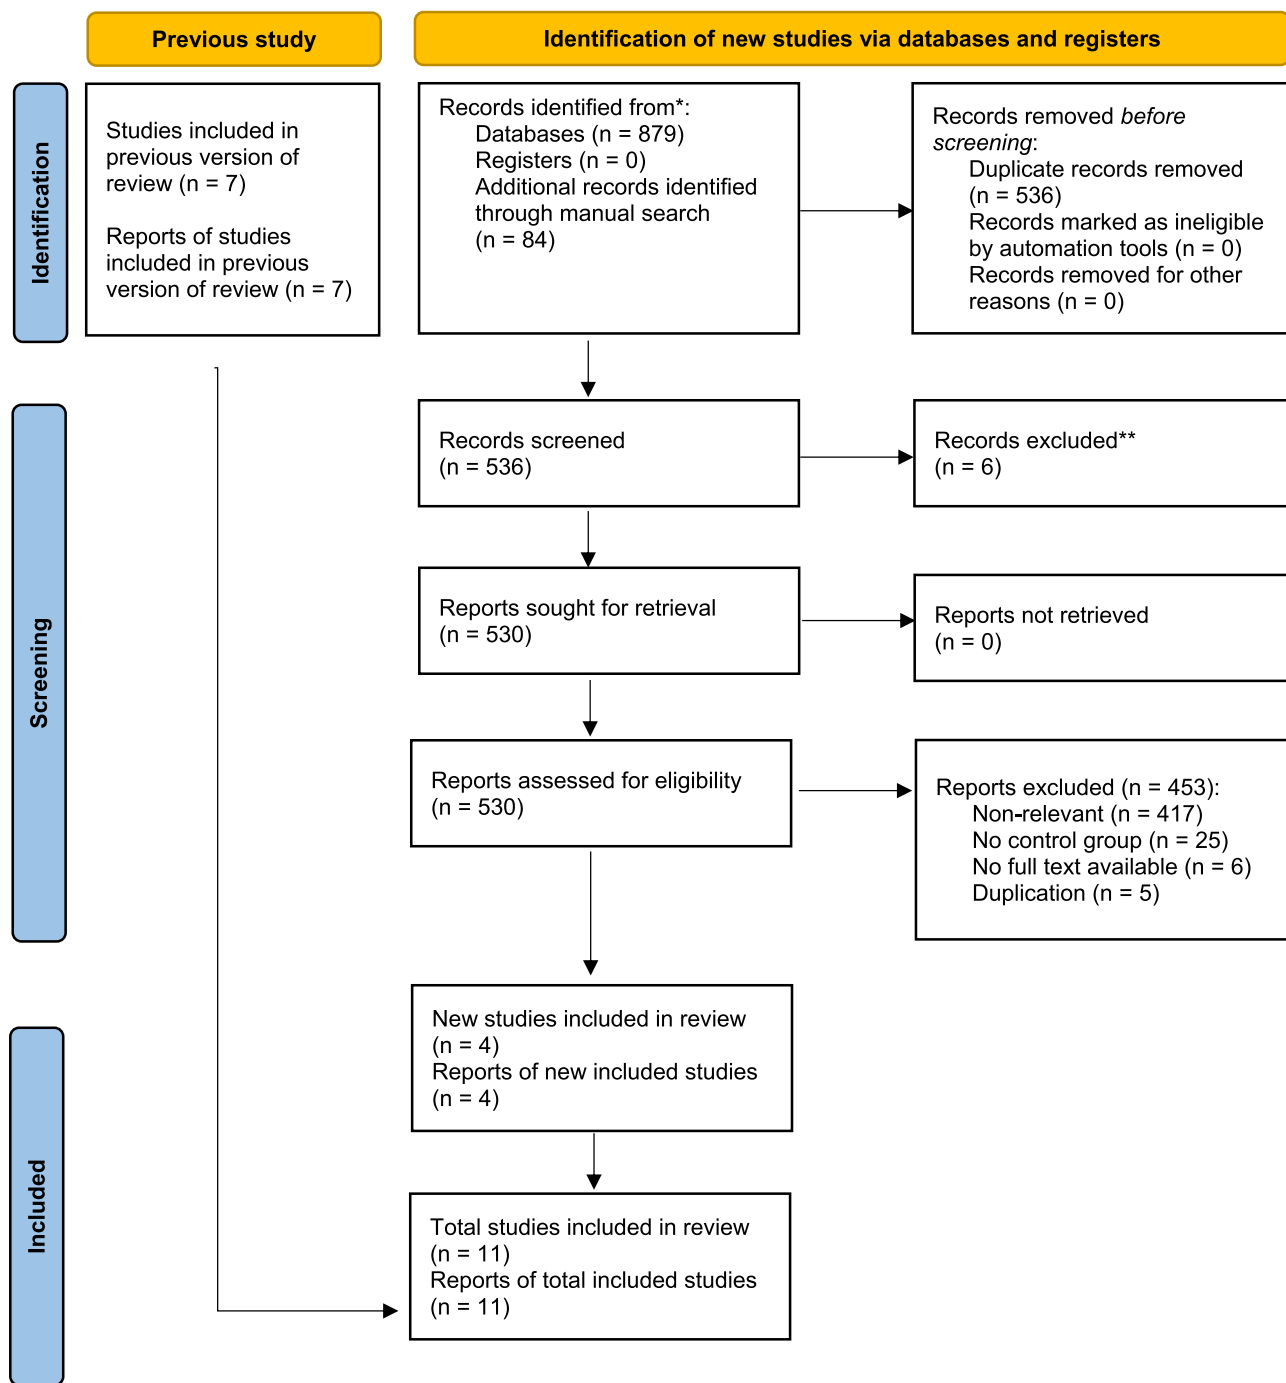 Previous study
Identification of new studies via databases and registers
Identification
Studies included in
previous version of
review (n = 7)
Reports of studies
included in previous
version of review (n = 7)
Records identified from*:
Databases (n = 879)
Registers (n = 0)
Additional records identified
through manual search
(n = 84)
Records removed before
screening:
Duplicate records removed
(n = 536)
Records marked as ineligible
by automation tools (n = 0)
Records removed for other
reasons (n = 0)
Screening
Records screened
(n = 536)
Records excluded**
(n = 6)
Reports sought for retrieval
(n = 530)
Reports not retrieved
(n = 0)
Reports assessed for eligibility
(n = 530)
Reports excluded (n = 453):
Non-relevant (n = 417)
No control group (n = 25)
No full text available (n = 6)
Duplication (n = 5)
Included
New studies included in review
(n = 4)
Reports of new included studies
(n = 4)
Total studies included in review
(n = 11)
Reports of total included studies
(n = 11)